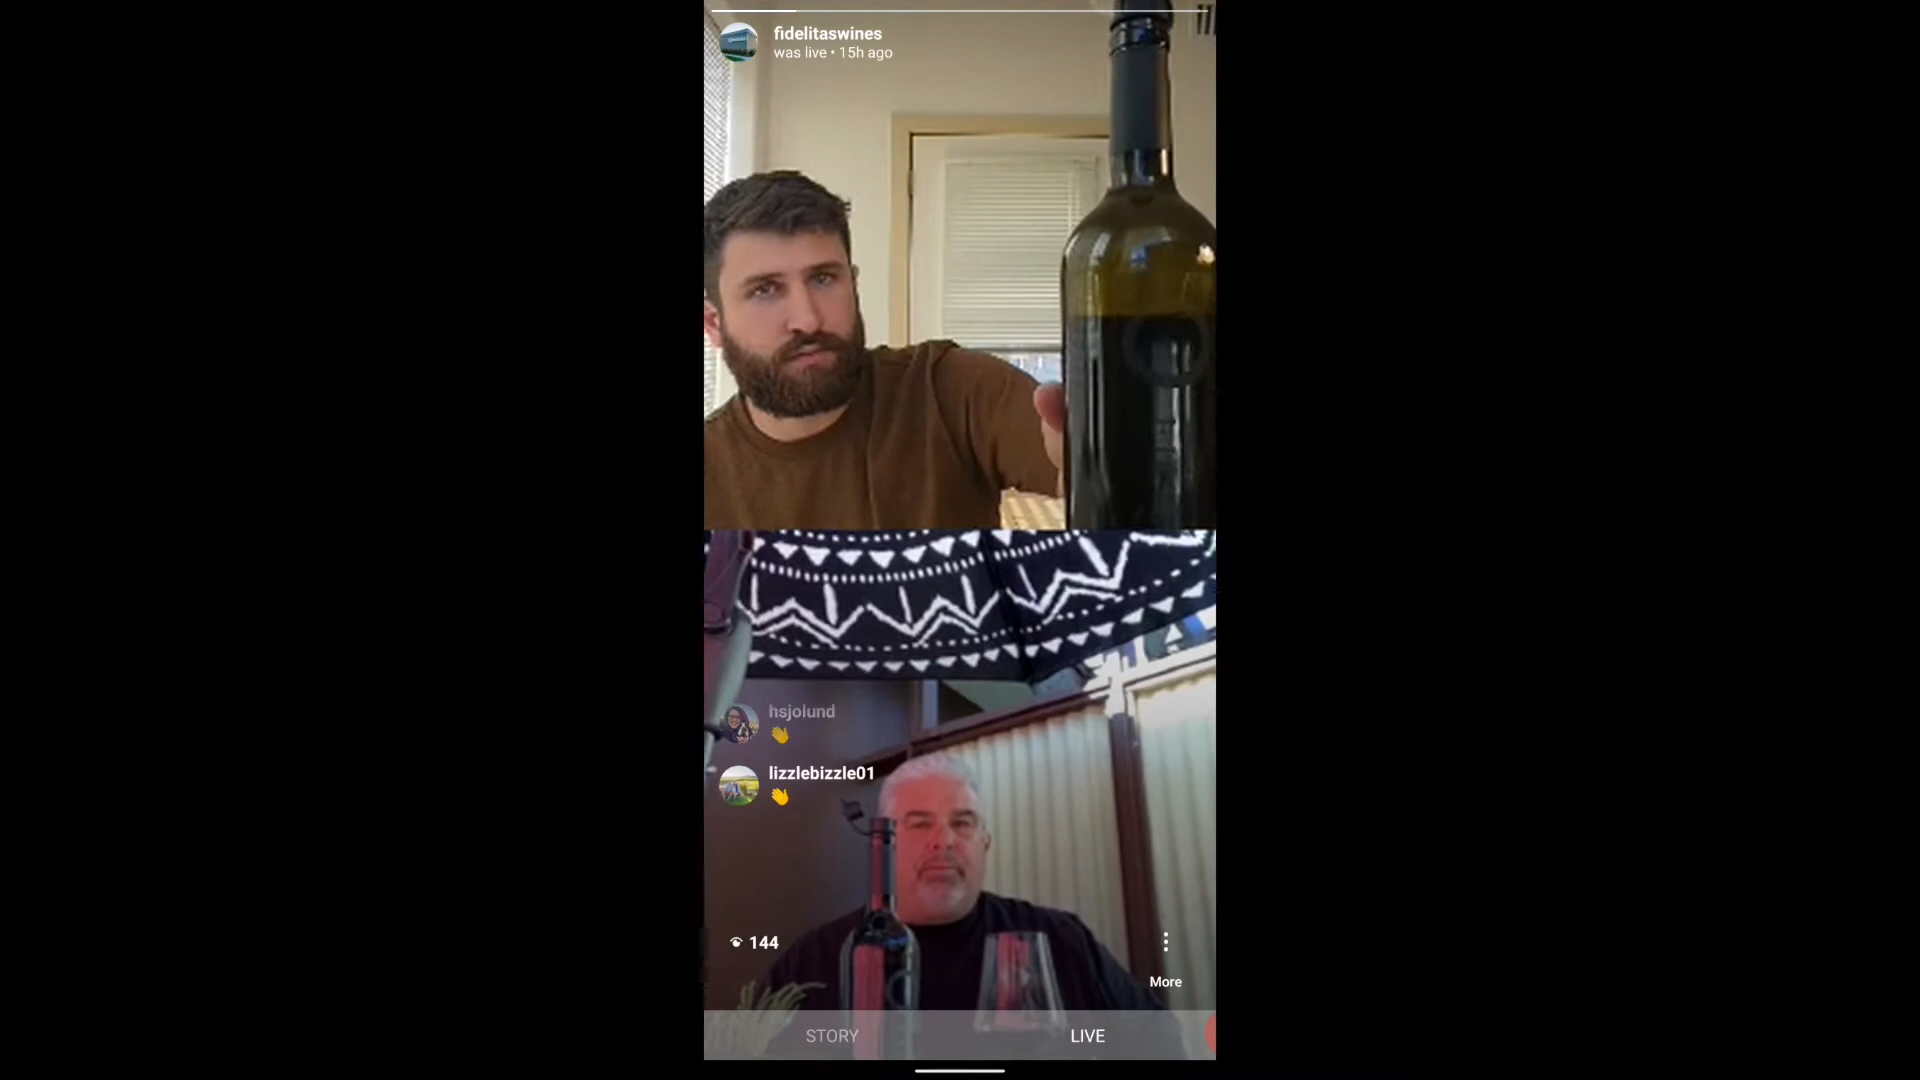 fidelitaswines
was live • 15h ago
hsjolund
👏
lizzlebizzle01
👏
144
More
STORY
LIVE